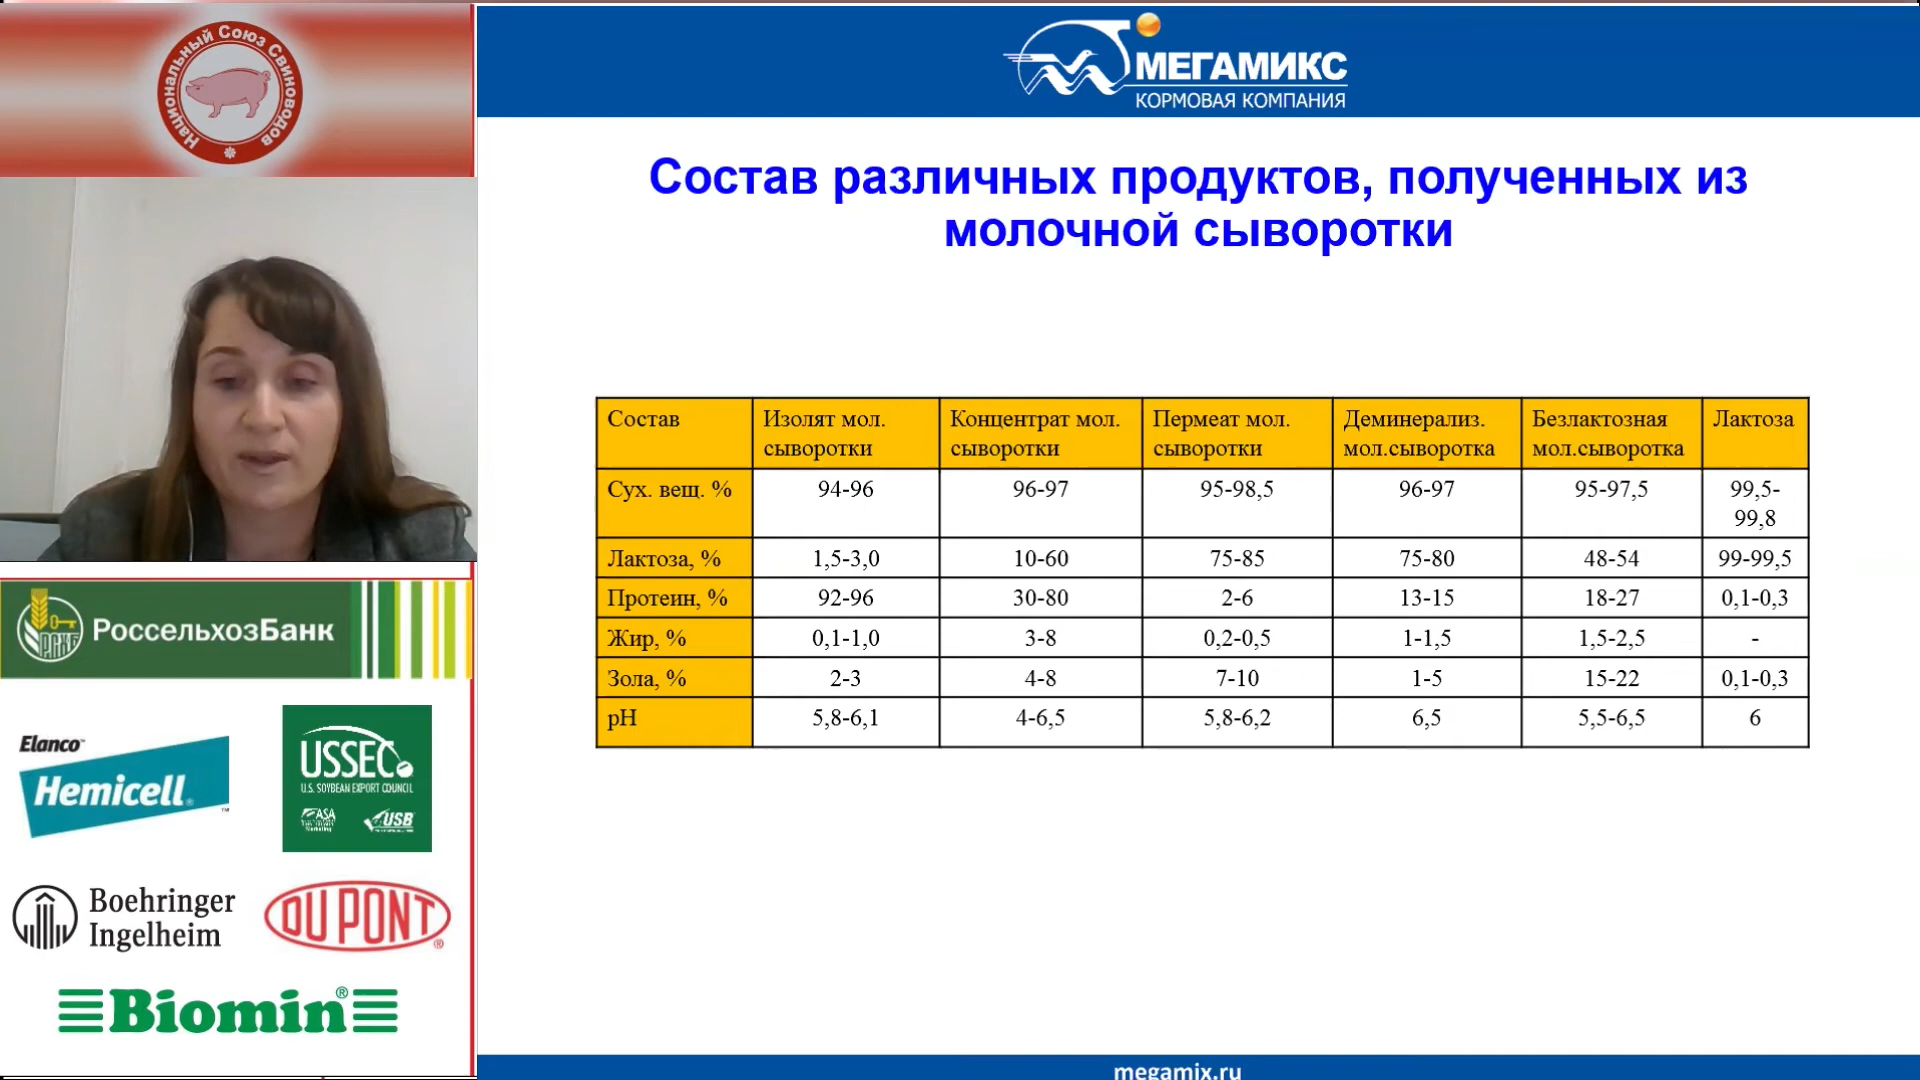 Национальный Союз Свиноводов
МЕГАМИКС
КОРМОВАЯ КОМПАНИЯ
Состав различных продуктов, полученных из
молочной сыворотки
Состав Изолят мол. сыворотки Концентрат мол. сыворотки Пермеат мол. сыворотки Деминерализ. мол.сыворотка Безлактозная мол.сыворотка Лактоза
Сух. вещ. % 94-96 96-97 95-98,5 96-97 95-97,5 99,5-99,8
Лактоза, % 1,5-3,0 10-60 75-85 75-80 48-54 99-99,5
Протеин, % 92-96 30-80 2-6 13-15 18-27 0,1-0,3
Жир, % 0,1-1,0 3-8 0,2-0,5 1-1,5 1,5-2,5 -
Зола, % 2-3 4-8 7-10 1-5 15-22 0,1-0,3
pH 5,8-6,1 4-6,5 5,8-6,2 6,5 5,5-6,5 6
РСХБ
РоссельхозБанк
Elanco™
Hemicell®™
USSEC
U.S. SOYBEAN EXPORT COUNCIL
ASA
USB
Boehringer
Ingelheim
DUPONT®
Biomin®
megamix.ru